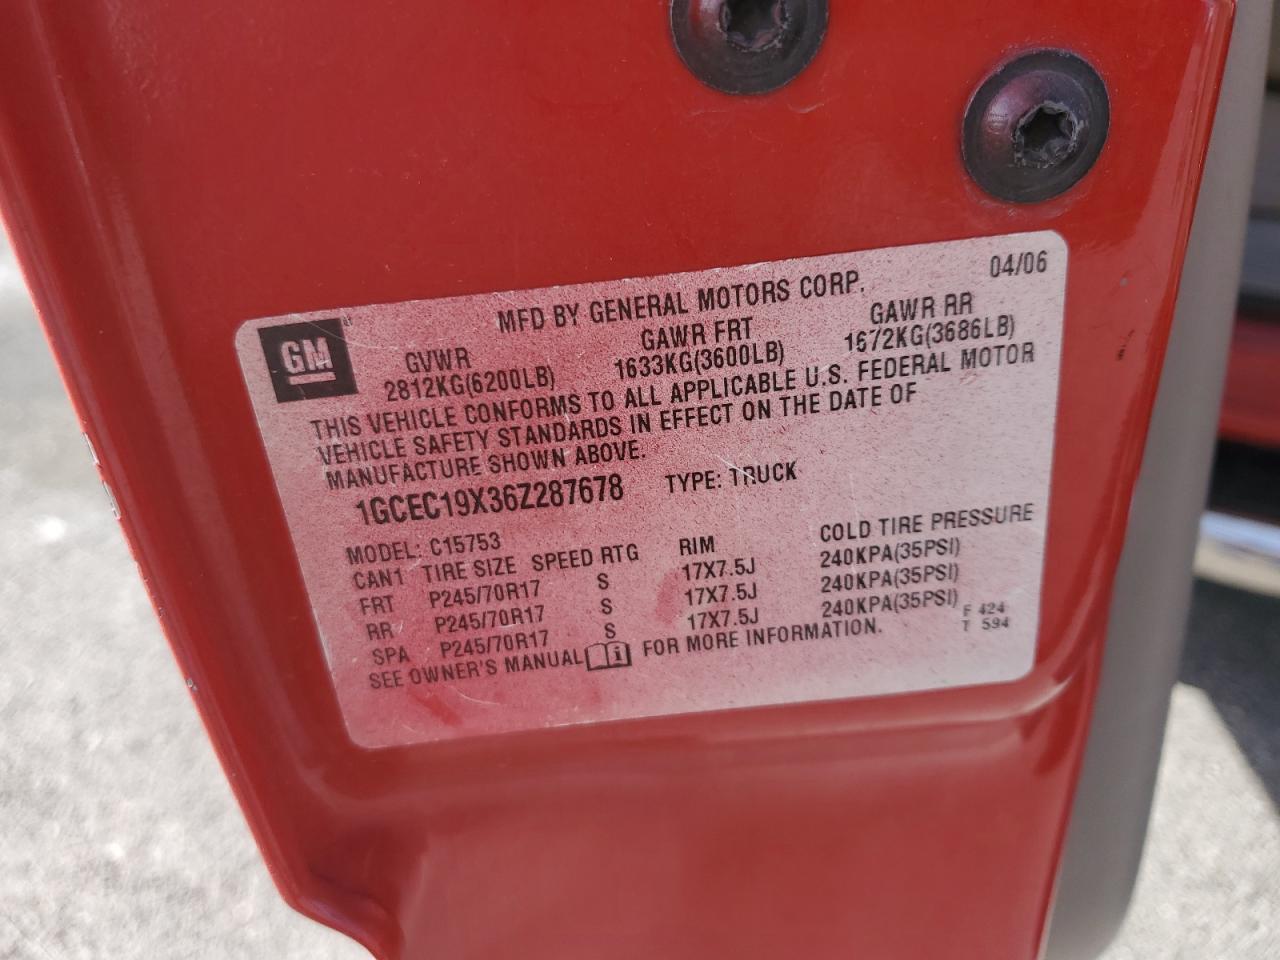 MFD BY GENERAL MOTORS CORP. 04/06
GM
GVWR GAWR FRT GAWR RR
2812KG(6200LB) 1633KG(3600LB) 1672KG(3686LB)
THIS VEHICLE CONFORMS TO ALL APPLICABLE U.S. FEDERAL MOTOR
VEHICLE SAFETY STANDARDS IN EFFECT ON THE DATE OF
MANUFACTURE SHOWN ABOVE.
1GCEC19X36Z287678 TYPE: TRUCK
MODEL: C15753
CAN1 TIRE SIZE SPEED RTG RIM COLD TIRE PRESSURE
FRT P245/70R17 S 17X7.5J 240KPA(35PSI)
RR P245/70R17 S 17X7.5J 240KPA(35PSI)
SPA P245/70R17 S 17X7.5J 240KPA(35PSI)
SEE OWNER'S MANUAL i FOR MORE INFORMATION.
F 424
T 594